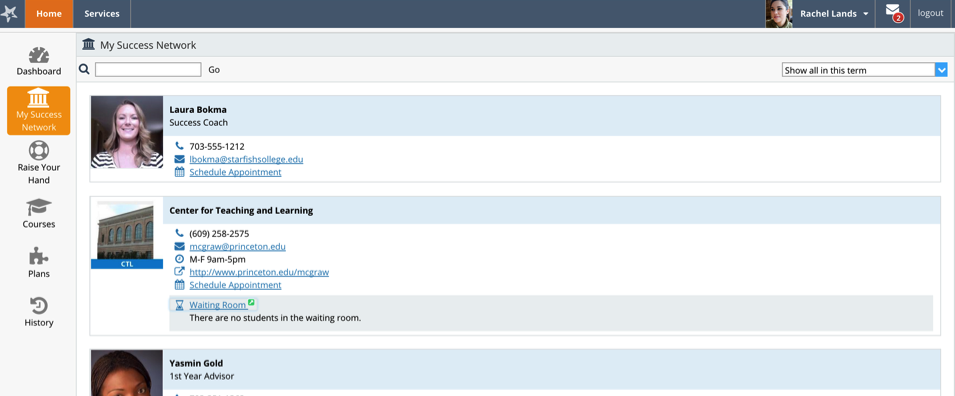 Home Services Rachel Lands 2 logout
Dashboard
My Success Network
Raise Your Hand
Courses
Plans
History
My Success Network
Go Show all in this term
Laura Bokma
Success Coach
703-555-1212
lbokma@starfishsollege.edu
Schedule Appointment
CTL
Center for Teaching and Learning
(609) 258-2575
mcgraw@princeton.edu
M-F 9am-5pm
http://www.princeton.edu/mcgraw
Schedule Appointment
Waiting Room
There are no students in the waiting room.
Yasmin Gold
1st Year Advisor